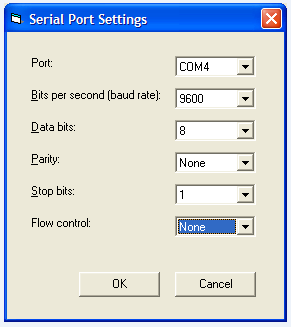 Serial Port Settings
Port: COM4
Bits per second (baud rate): 9600
Data bits: 8
Parity: None
Stop bits: 1
Flow control: None
OK Cancel